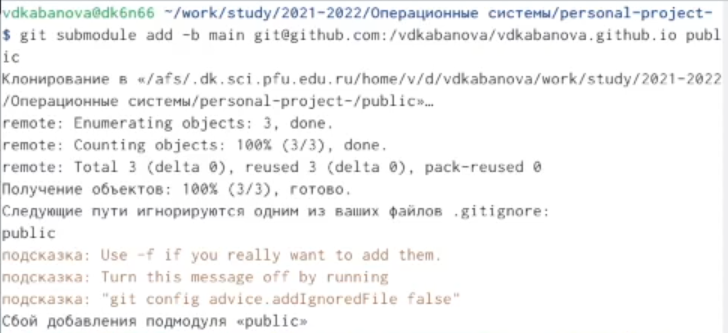 vdkabanova@dk6n66 ~/work/study/2021-2022/Операционные системы/personal-project-
$ git submodule add -b main git@github.com:/vdkabanova/vdkabanova.github.io publ
ic
Клонирование в «/afs/.dk.sci.pfu.edu.ru/home/v/d/vdkabanova/work/study/2021-2022
/Операционные системы/personal-project-/public»…
remote: Enumerating objects: 3, done.
remote: Counting objects: 100% (3/3), done.
remote: Total 3 (delta 0), reused 3 (delta 0), pack-reused 0
Получение объектов: 100% (3/3), готово.
Следующие пути игнорируются одним из ваших файлов .gitignore:
public
подсказка: Use -f if you really want to add them.
подсказка: Turn this message off by running
подсказка: "git config advice.addIgnoredFile false"
Сбой добавления подмодуля «public»